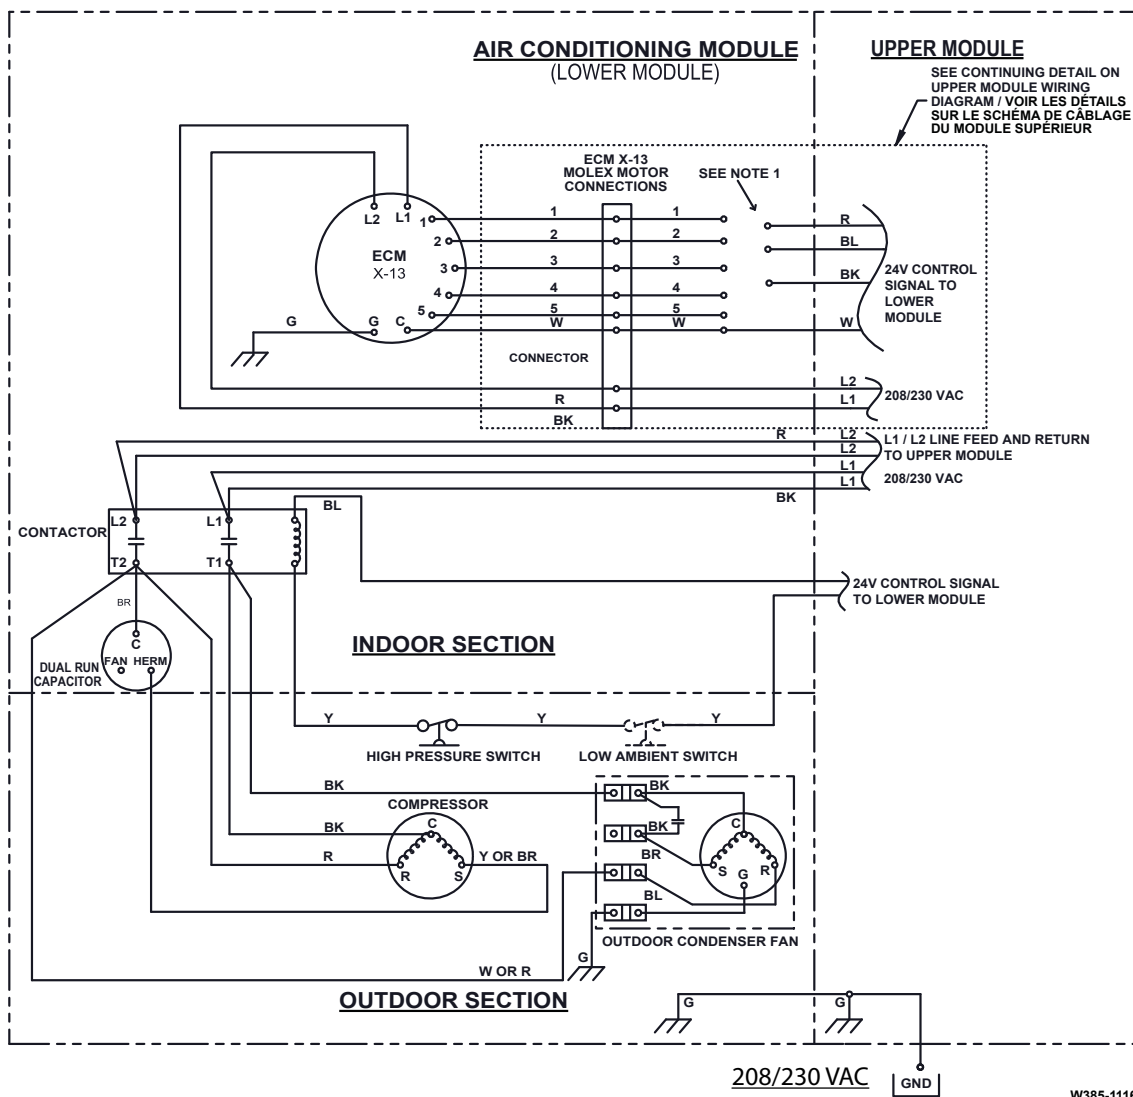 AIR CONDITIONING MODULE
(LOWER MODULE)
UPPER MODULE
SEE CONTINUING DETAIL ON
UPPER MODULE WIRING
DIAGRAM / VOIR LES DÉTAILS
SUR LE SCHÉMA DE CÂBLAGE
DU MODULE SUPÉRIEUR
ECM X-13
MOLEX MOTOR
CONNECTIONS
SEE NOTE 1
L2 L1 1
2
3
4
5
ECM
X-13
G G C
1 1
2 2
3 3
4 4
5 5
W W
R
BL
BK
W
24V CONTROL
SIGNAL TO
LOWER
MODULE
CONNECTOR
R
BK
L2
L1
208/230 VAC
R L2
L2
L1
L1
BK
L1 / L2 LINE FEED AND RETURN
TO UPPER MODULE
208/230 VAC
CONTACTOR
L2 L1
T2 T1
BL
BR
24V CONTROL SIGNAL
TO LOWER MODULE
C
FAN HERM
DUAL RUN
CAPACITOR
INDOOR SECTION
Y Y Y
HIGH PRESSURE SWITCH
LOW AMBIENT SWITCH
BK
COMPRESSOR
BK
C
R
R S
Y OR BR
BK
BK
BR
BL
C
S G R
OUTDOOR CONDENSER FAN
G
W OR R
OUTDOOR SECTION
G G
208/230 VAC
GND
W385-1116